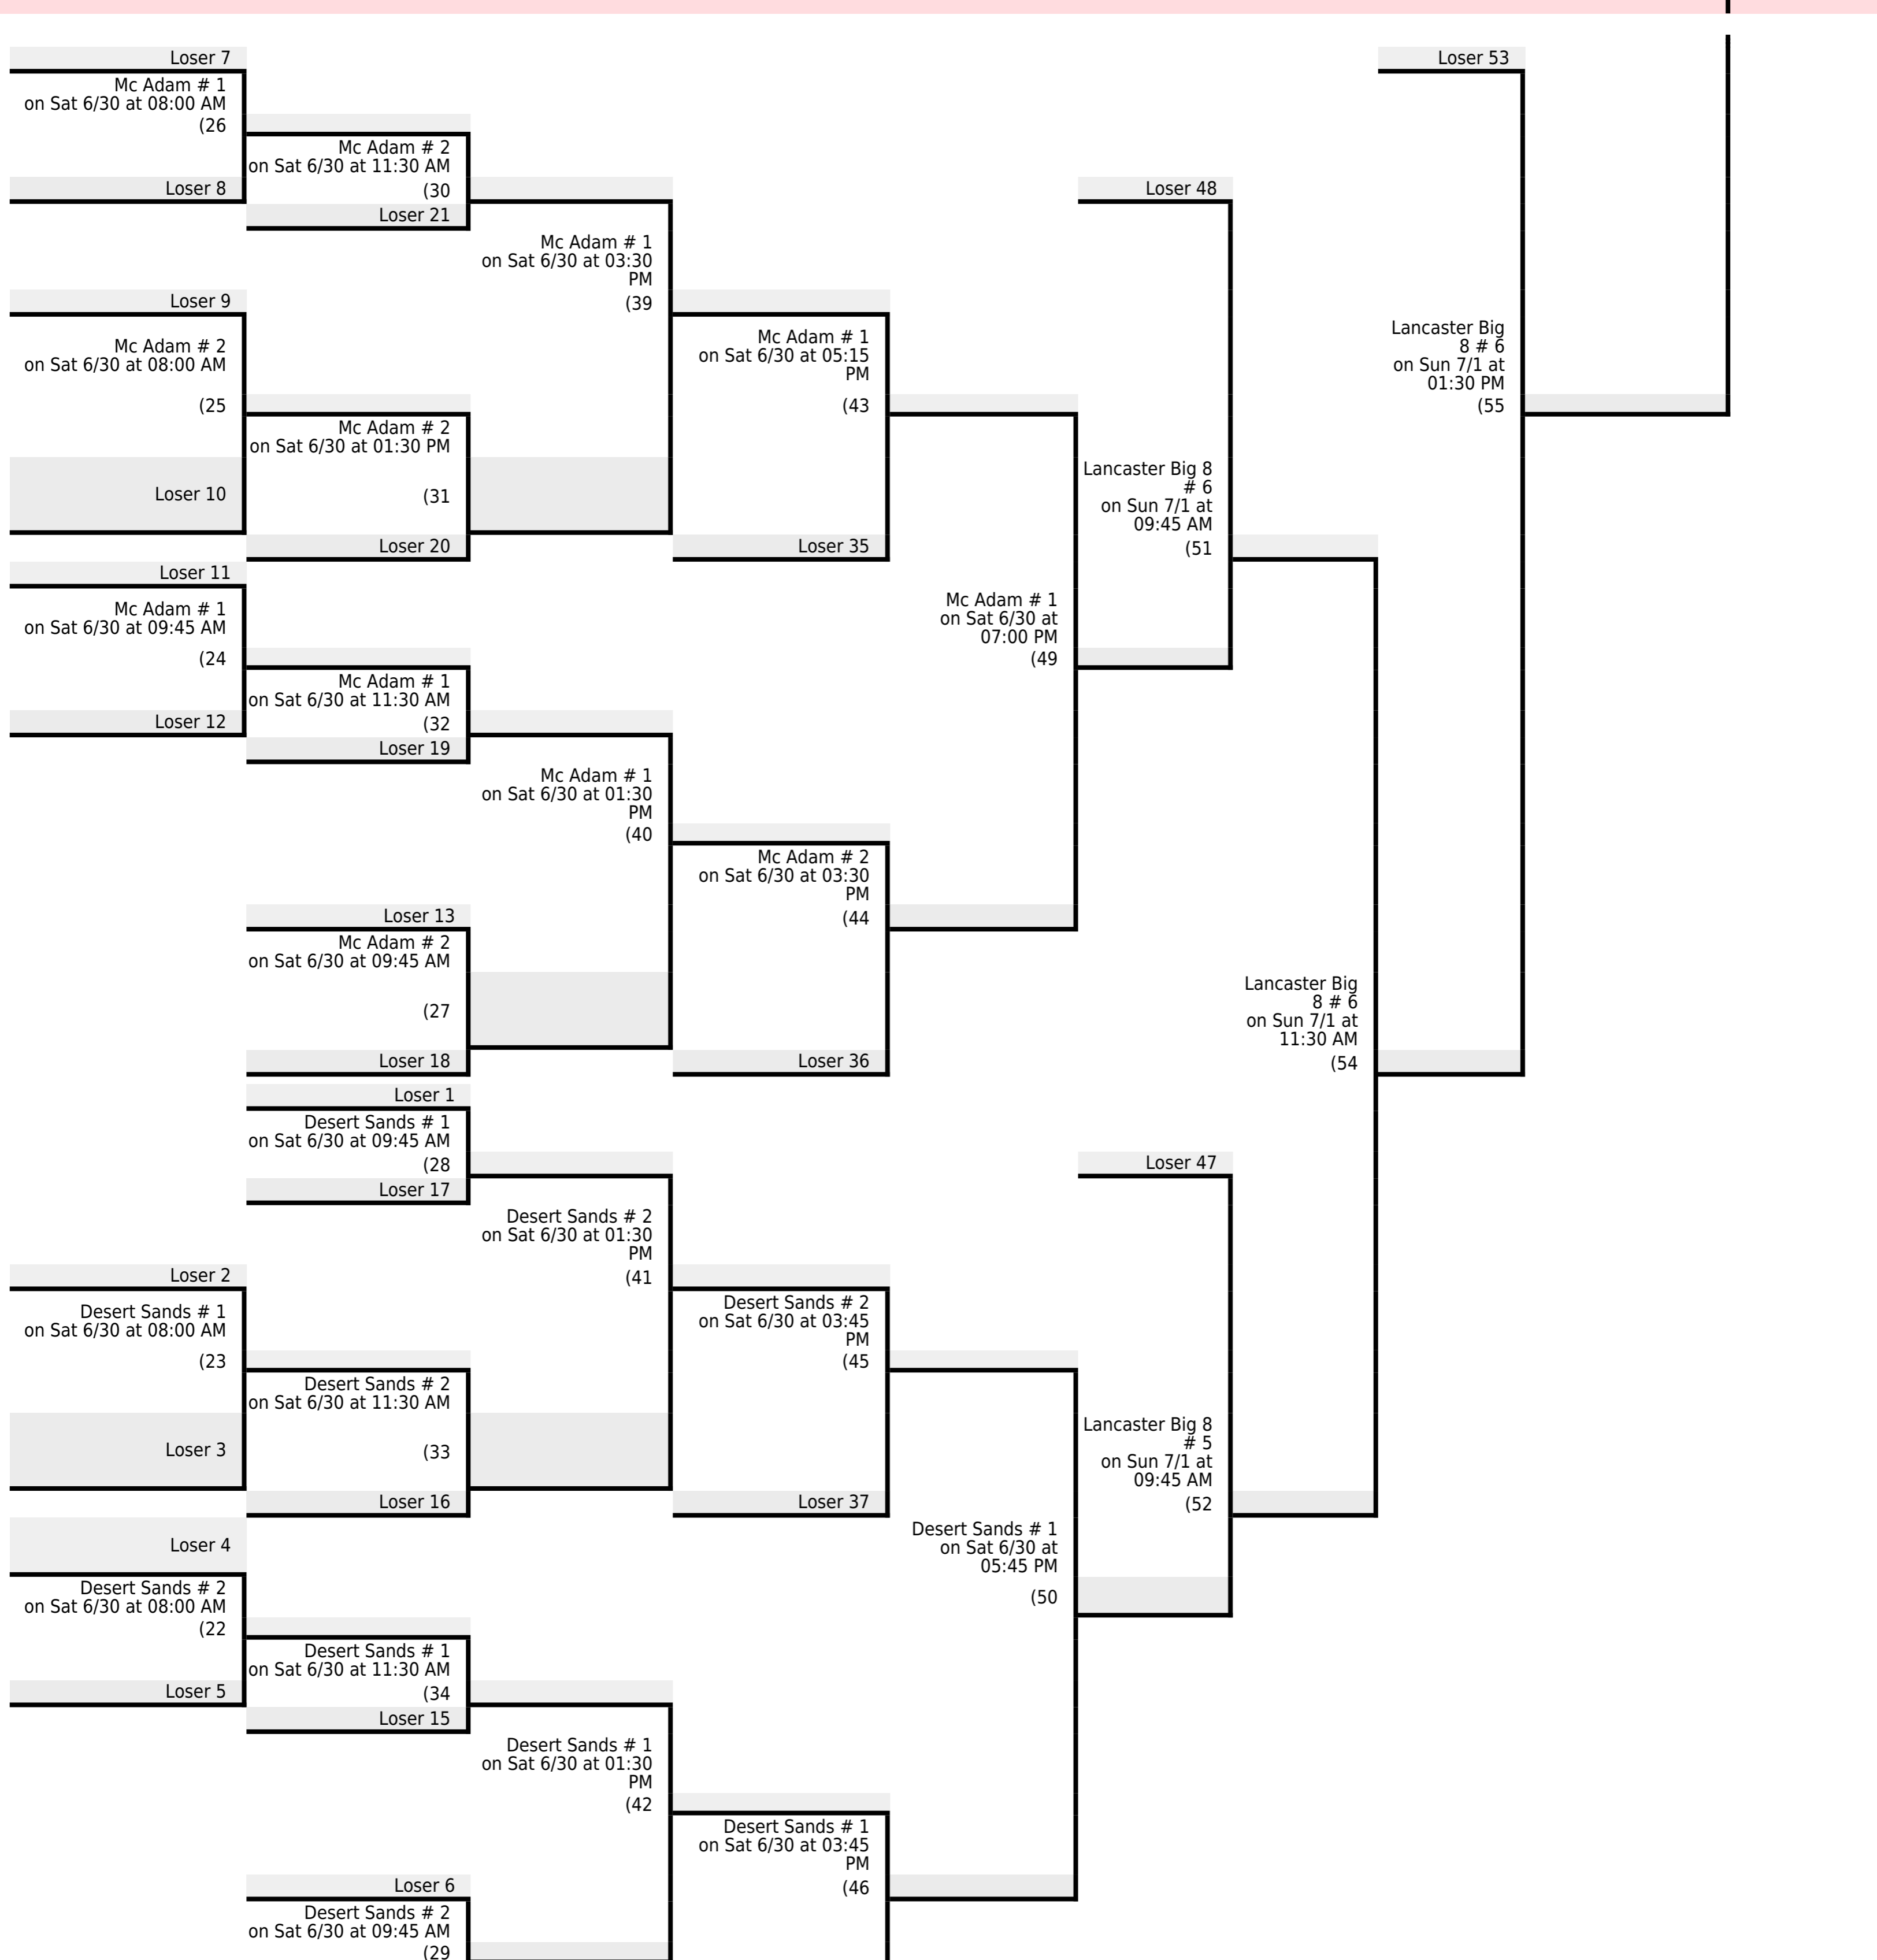 Loser 7
Mc Adam # 1
on Sat 6/30 at 08:00 AM
(26
Loser 8
Mc Adam # 2
on Sat 6/30 at 11:30 AM
(30
Loser 21
Loser 9
Mc Adam # 2
on Sat 6/30 at 08:00 AM
(25
Loser 10
Mc Adam # 2
on Sat 6/30 at 01:30 PM
(31
Loser 20
Mc Adam # 1
on Sat 6/30 at 03:30
PM
(39
Mc Adam # 1
on Sat 6/30 at 05:15
PM
(43
Loser 35
Loser 11
Mc Adam # 1
on Sat 6/30 at 09:45 AM
(24
Loser 12
Mc Adam # 1
on Sat 6/30 at 11:30 AM
(32
Loser 19
Mc Adam # 1
on Sat 6/30 at 01:30
PM
(40
Loser 13
Mc Adam # 2
on Sat 6/30 at 09:45 AM
(27
Loser 18
Mc Adam # 2
on Sat 6/30 at 03:30
PM
(44
Loser 36
Mc Adam # 1
on Sat 6/30 at
07:00 PM
(49
Loser 48
Lancaster Big 8
# 6
on Sun 7/1 at
09:45 AM
(51
Loser 53
Lancaster Big
8 # 6
on Sun 7/1 at
01:30 PM
(55
Lancaster Big
8 # 6
on Sun 7/1 at
11:30 AM
(54
Loser 1
Desert Sands # 1
on Sat 6/30 at 09:45 AM
(28
Loser 17
Desert Sands # 2
on Sat 6/30 at 01:30
PM
(41
Loser 2
Desert Sands # 1
on Sat 6/30 at 08:00 AM
(23
Loser 3
Desert Sands # 2
on Sat 6/30 at 11:30 AM
(33
Loser 16
Desert Sands # 2
on Sat 6/30 at 03:45
PM
(45
Loser 37
Loser 47
Lancaster Big 8
# 5
on Sun 7/1 at
09:45 AM
(52
Desert Sands # 1
on Sat 6/30 at
05:45 PM
(50
Loser 4
Desert Sands # 2
on Sat 6/30 at 08:00 AM
(22
Loser 5
Desert Sands # 1
on Sat 6/30 at 11:30 AM
(34
Loser 15
Desert Sands # 1
on Sat 6/30 at 01:30
PM
(42
Desert Sands # 1
on Sat 6/30 at 03:45
PM
(46
Loser 6
Desert Sands # 2
on Sat 6/30 at 09:45 AM
(29